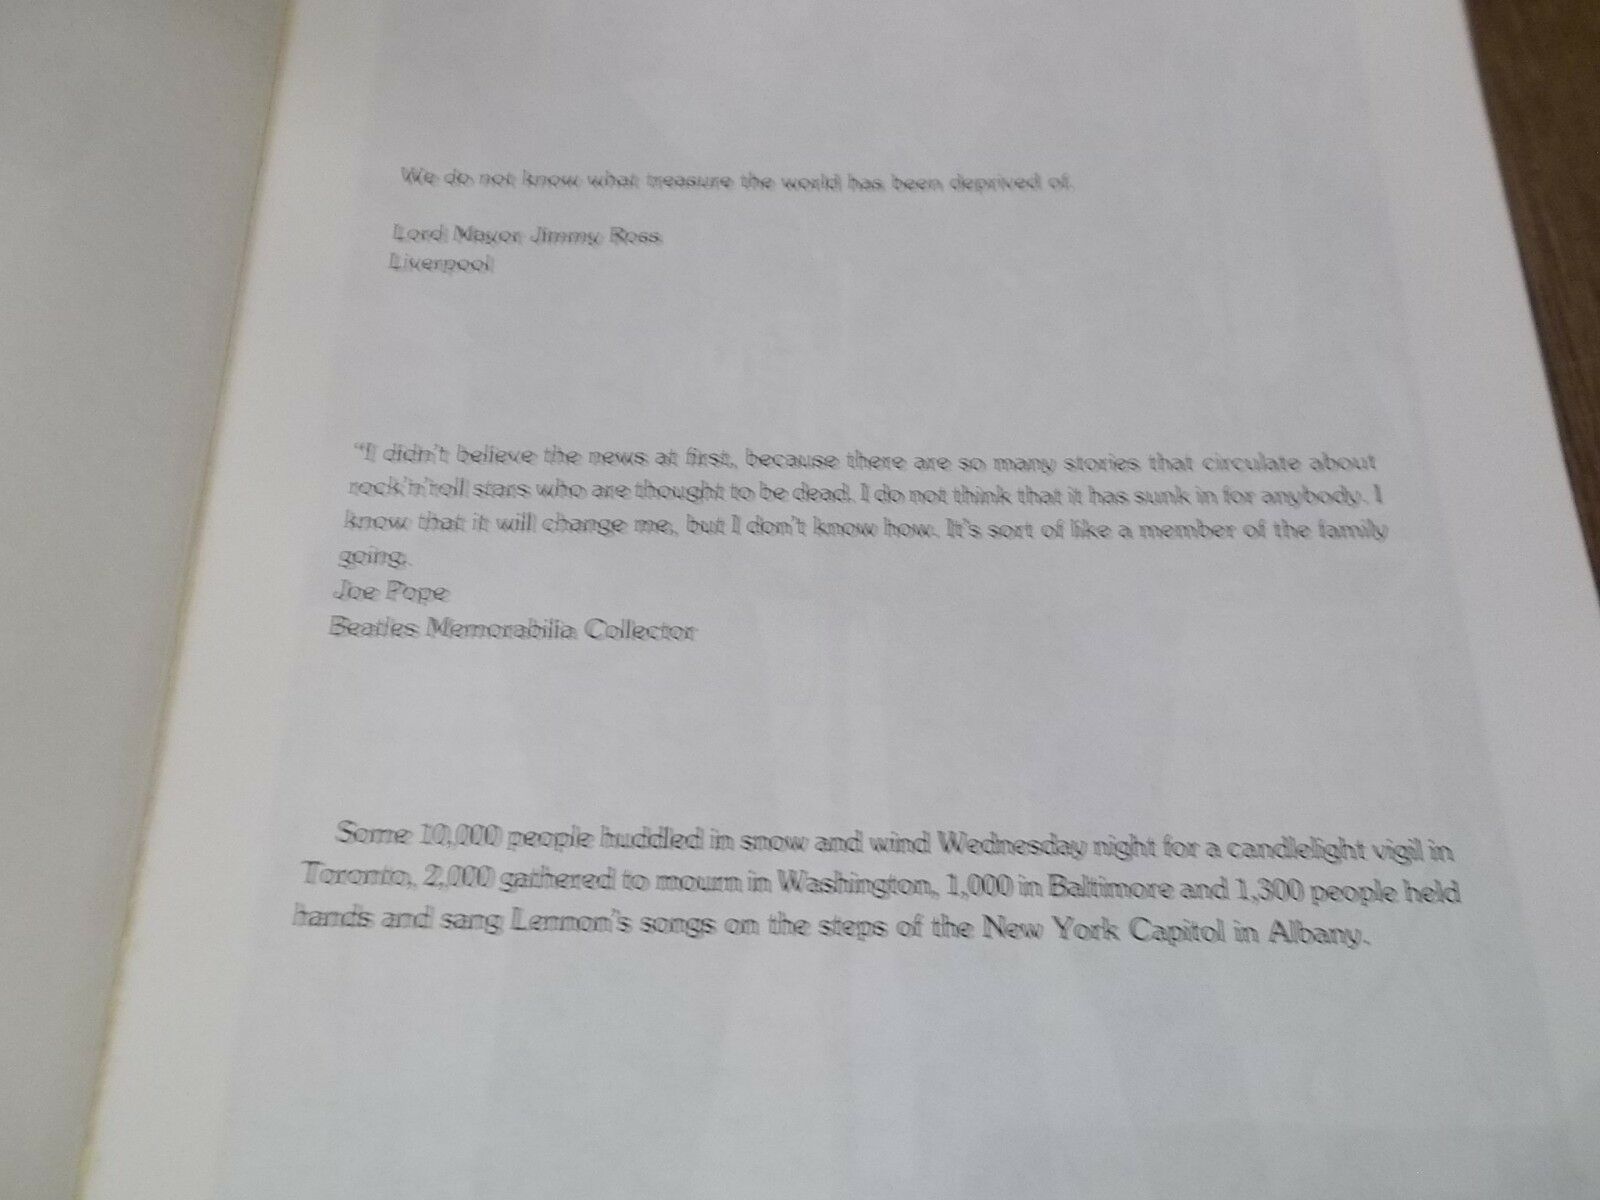 We do not know what treasure the world has been deprived of.
Lord Mayor Jimmy Ross
Liverpool
“I didn’t believe the news at first, because there are so many stories that circulate about
rock’n’roll stars who are thought to be dead. I do not think that it has sunk in for anybody. I
know that it will change me, but I don’t know how. It’s sort of like a member of the family
going.
Joe Pope
Beatles Memorabilia Collector
Some 10,000 people huddled in snow and wind Wednesday night for a candlelight vigil in
Toronto, 2,000 gathered to mourn in Washington, 1,000 in Baltimore and 1,300 people held
hands and sang Lennon’s songs on the steps of the New York Capitol in Albany.